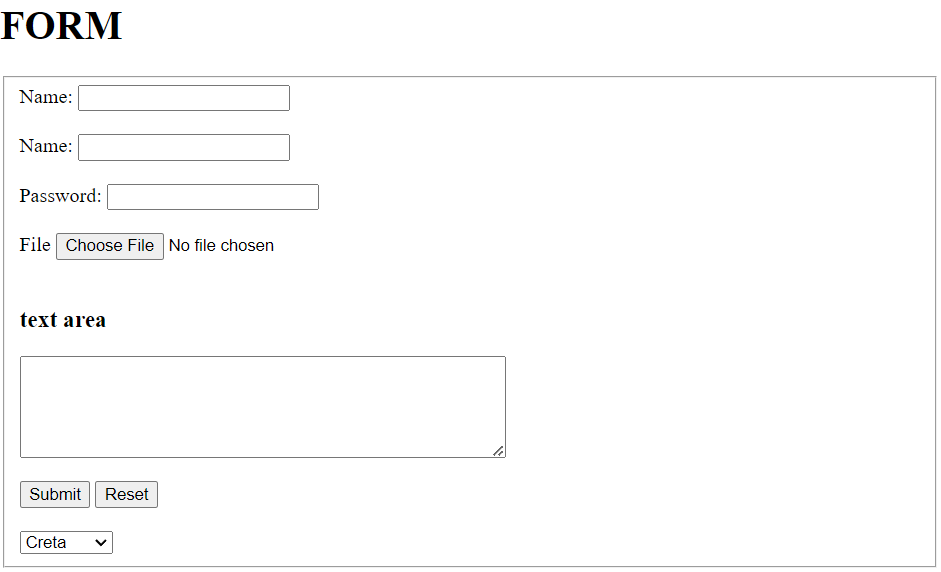 FORM
Name:
Name:
Password:
File Choose File No file chosen
text area
Submit Reset
Creta